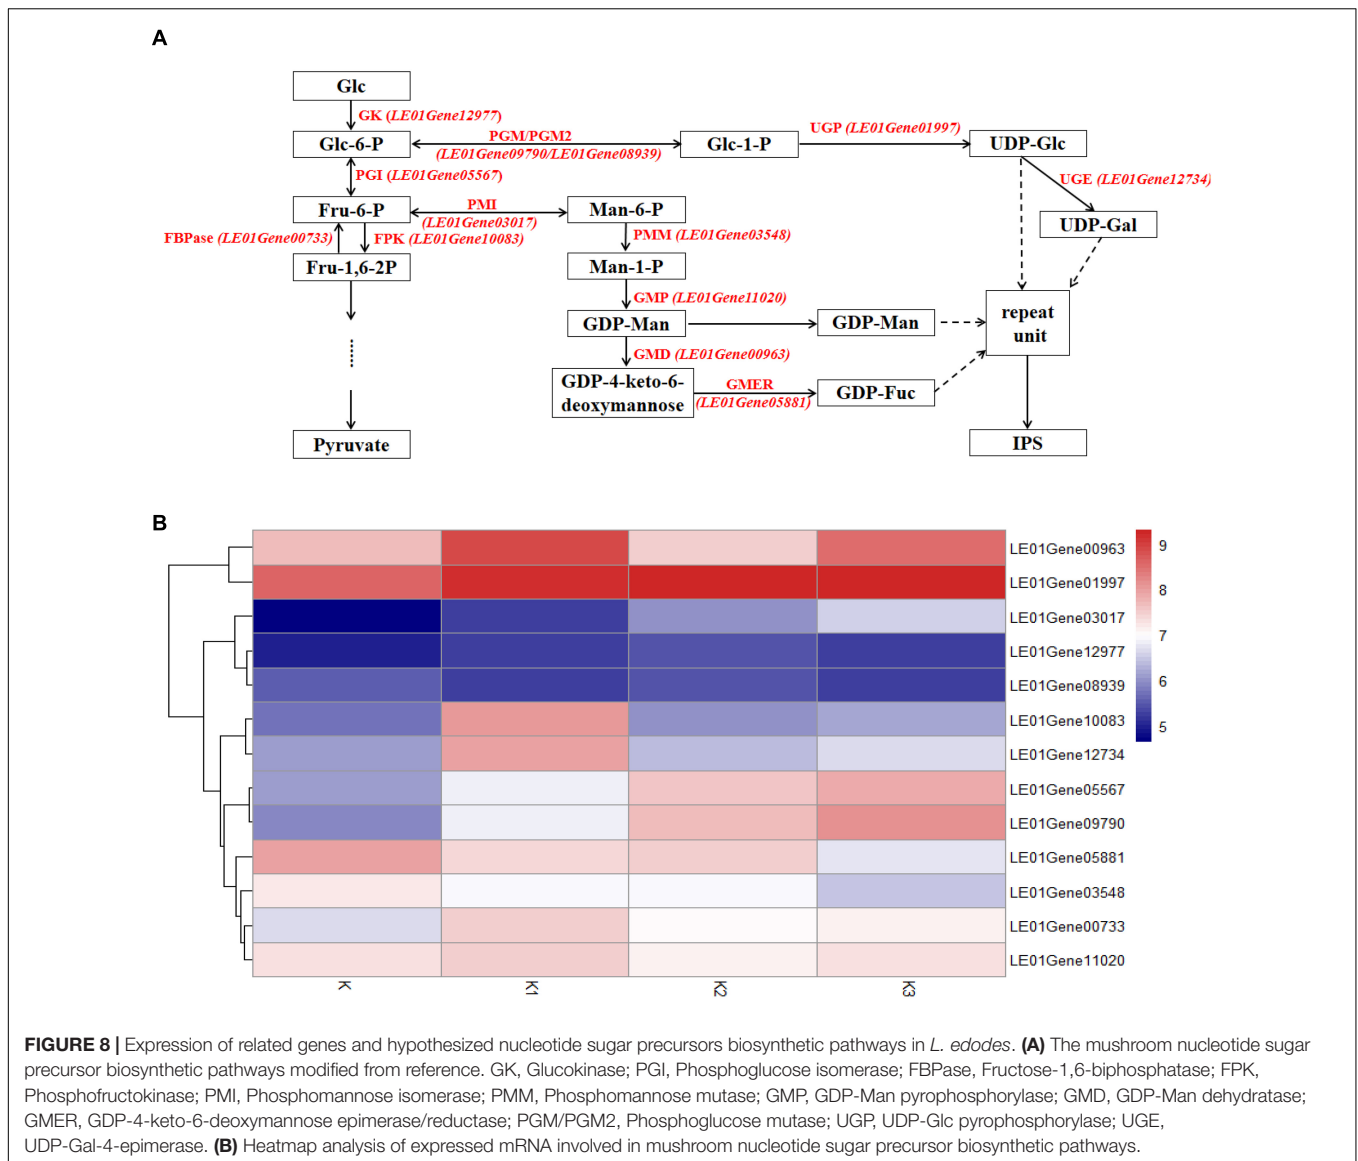 A
Glc
GK (LE01Gene12977)
Glc-6-P
PGM/PGM2
(LE01Gene09790/LE01Gene08939)
Glc-1-P
UGP (LE01Gene01997)
UDP-Glc
PGI (LE01Gene05567)
UGE (LE01Gene12734)
Fru-6-P
PMI
(LE01Gene03017)
Man-6-P
UDP-Gal
FBPase (LE01Gene00733)
FPK (LE01Gene10083)
PMM (LE01Gene03548)
Fru-1,6-2P
Man-1-P
GMP (LE01Gene11020)
GDP-Man
GDP-Man
repeat
unit
GMD (LE01Gene00963)
GDP-4-keto-6-
deoxymannose
GMER
(LE01Gene05881)
GDP-Fuc
Pyruvate
IPS
B
LE01Gene00963
LE01Gene01997
LE01Gene03017
LE01Gene12977
LE01Gene08939
LE01Gene10083
LE01Gene12734
LE01Gene05567
LE01Gene09790
LE01Gene05881
LE01Gene03548
LE01Gene00733
LE01Gene11020
9
8
7
6
5
K
K1
K2
K3
FIGURE 8 | Expression of related genes and hypothesized nucleotide sugar precursors biosynthetic pathways in L. edodes. (A) The mushroom nucleotide sugar
precursor biosynthetic pathways modified from reference. GK, Glucokinase; PGI, Phosphoglucose isomerase; FBPase, Fructose-1,6-biphosphatase; FPK,
Phosphofructokinase; PMI, Phosphomannose isomerase; PMM, Phosphomannose mutase; GMP, GDP-Man pyrophosphorylase; GMD, GDP-Man dehydratase;
GMER, GDP-4-keto-6-deoxymannose epimerase/reductase; PGM/PGM2, Phosphoglucose mutase; UGP, UDP-Glc pyrophosphorylase; UGE,
UDP-Gal-4-epimerase. (B) Heatmap analysis of expressed mRNA involved in mushroom nucleotide sugar precursor biosynthetic pathways.